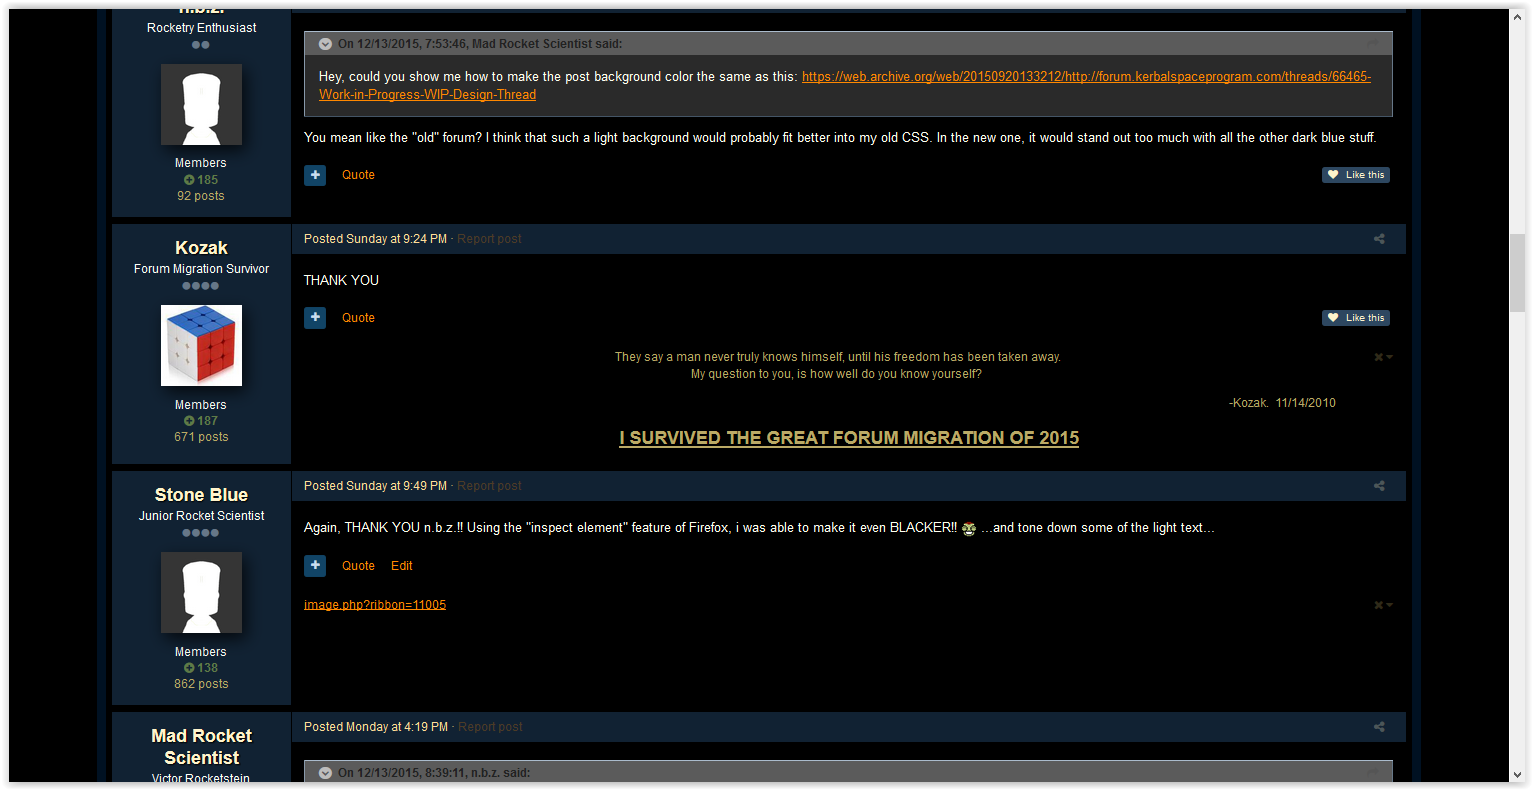 n.b.z.
Rocketry Enthusiast
Members
185
92 posts
On 12/13/2015, 7:53:46, Mad Rocket Scientist said:
Hey, could you show me how to make the post background color the same as this: https://web.archive.org/web/20150920133212/http://forum.kerbalspaceprogram.com/threads/66465-
Work-in-Progress-WIP-Design-Thread
You mean like the "old" forum? I think that such a light background would probably fit better into my old CSS. In the new one, it would stand out too much with all the other dark blue stuff.
Quote
Like this
Kozak
Forum Migration Survivor
Members
187
671 posts
Posted Sunday at 9:24 PM · Report post
THANK YOU
Quote
Like this
They say a man never truly knows himself, until his freedom has been taken away.
My question to you, is how well do you know yourself?
-Kozak.  11/14/2010
I SURVIVED THE GREAT FORUM MIGRATION OF 2015
Stone Blue
Junior Rocket Scientist
Members
138
862 posts
Posted Sunday at 9:49 PM · Report post
Again, THANK YOU n.b.z.!! Using the "inspect element" feature of Firefox, i was able to make it even BLACKER!! ...and tone down some of the light text...
Quote Edit
image.php?ribbon=11005
Mad Rocket
Scientist
Victor Rocketstein
Posted Monday at 4:19 PM · Report post
On 12/13/2015, 8:39:11, n.b.z. said: